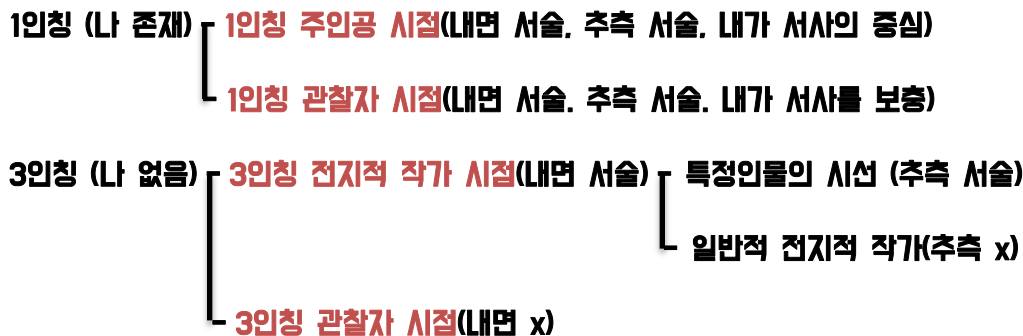 1인칭 (나 존재) 1인칭 주인공 시점(내면 서술, 추측 서술, 내가 서사의 중심)
1인칭 관찰자 시점(내면 서술. 추측 서술. 내가 서사를 보충)
3인칭 (나 없음) 3인칭 전지적 작가 시점(내면 서술) 특정인물의 시선 (추측 서술)
일반적 전지적 작가(추측 x)
3인칭 관찰자 시점(내면 x)